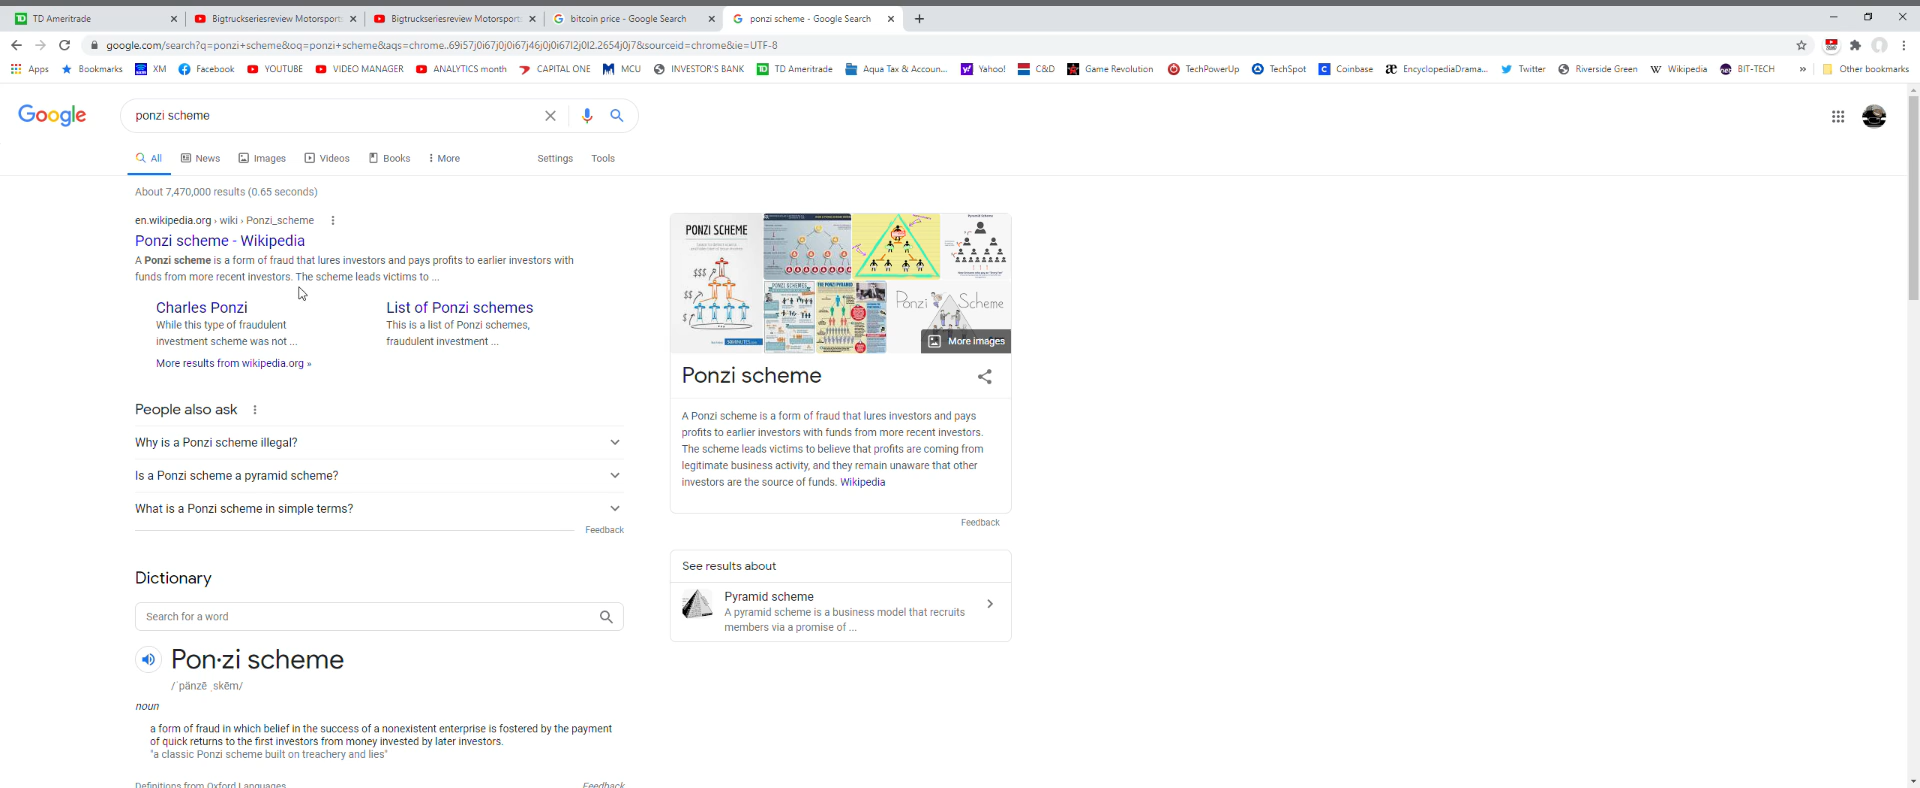 TD Ameritrade
Bigtruckseriesreview Motorsports
Bigtruckseriesreview Motorsports
bitcoin price - Google Search
ponzi scheme - Google Search
google.com/search?q=ponzi+scheme&oq=ponzi+scheme&aqs=chrome..69i57j0i67j0j0i67j46j0j0i67l2j0l2.2654j0j7&sourceid=chrome&ie=UTF-8
Apps Bookmarks XM Facebook YOUTUBE VIDEO MANAGER ANALYTICS month CAPITAL ONE MCU INVESTOR'S BANK TD Ameritrade Aqua Tax & Accoun... Yahoo! C&D Game Revolution TechPowerUp TechSpot Coinbase EncyclopediaDrama... Twitter Riverside Green Wikipedia BIT-TECH » Other bookmarks
Google
ponzi scheme
All News Images Videos Books More Settings Tools
About 7,470,000 results (0.65 seconds)
en.wikipedia.org › wiki › Ponzi_scheme
Ponzi scheme - Wikipedia
A Ponzi scheme is a form of fraud that lures investors and pays profits to earlier investors with
funds from more recent investors. The scheme leads victims to ...
Charles Ponzi
While this type of fraudulent
investment scheme was not ...
List of Ponzi schemes
This is a list of Ponzi schemes,
fraudulent investment ...
More results from wikipedia.org »
People also ask
Why is a Ponzi scheme illegal?
Is a Ponzi scheme a pyramid scheme?
What is a Ponzi scheme in simple terms?
Feedback
Dictionary
Search for a word
Pon·zi scheme
/ˈpänzē ˌskēm/
noun
a form of fraud in which belief in the success of a nonexistent enterprise is fostered by the payment
of quick returns to the first investors from money invested by later investors.
"a classic Ponzi scheme built on treachery and lies"
Definitions from Oxford Languages
Feedback
PONZI SCHEME
$$$
$$
$
Pyramid Scheme
PONZI SCHEMES
THE PONZI PYRAMID
Ponzi Scheme
More images
Ponzi scheme
A Ponzi scheme is a form of fraud that lures investors and pays
profits to earlier investors with funds from more recent investors.
The scheme leads victims to believe that profits are coming from
legitimate business activity, and they remain unaware that other
investors are the source of funds. Wikipedia
Feedback
See results about
Pyramid scheme
A pyramid scheme is a business model that recruits
members via a promise of ...